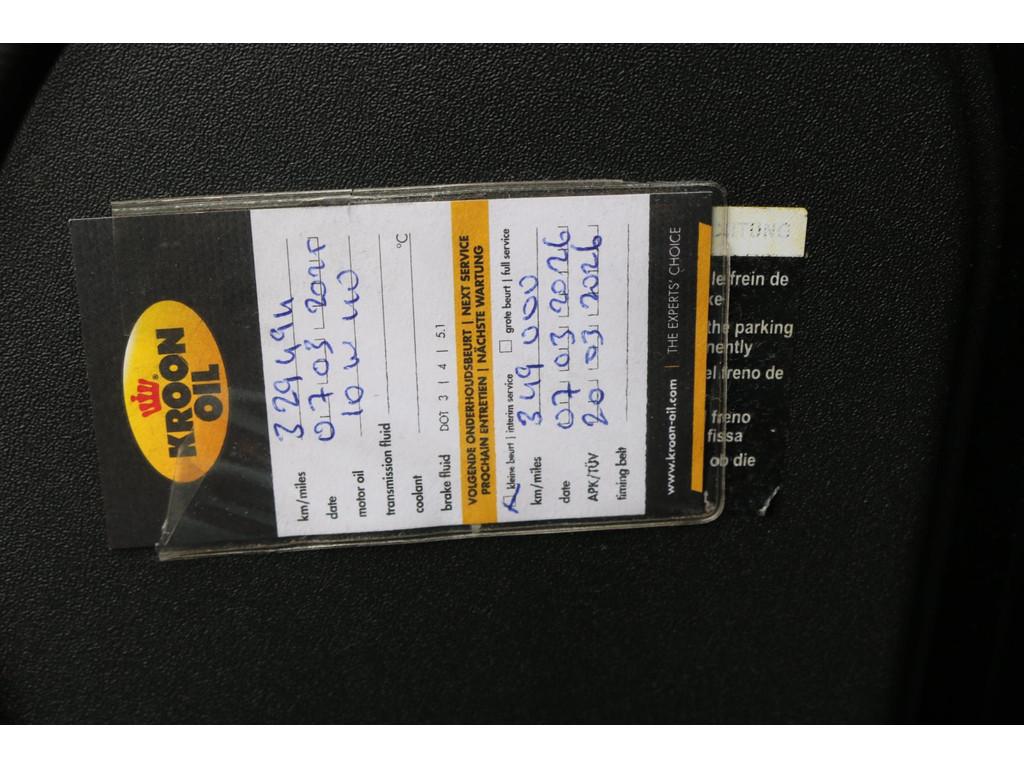 KROON
OIL
km/miles 329494
date 07 03 2025
motor oil 10 W 40
transmission fluid
coolant °C
brake fluid DOT 3 | 4 | 5.1
VOLGENDE ONDERHOUDSBEURT | NEXT SERVICE
PROCHAIN ENTRETIEN | NÄCHSTE WARTUNG
kleine beurt | interim service grote beurt | full service
km/miles 349 000
date 07 03 2026
APK/TÜV 20 03 2026
timing belt
www.kroon-oil.com | THE EXPERTS' CHOICE
le frein de
the parking
nently
el freno de
freno
fissa
ob die